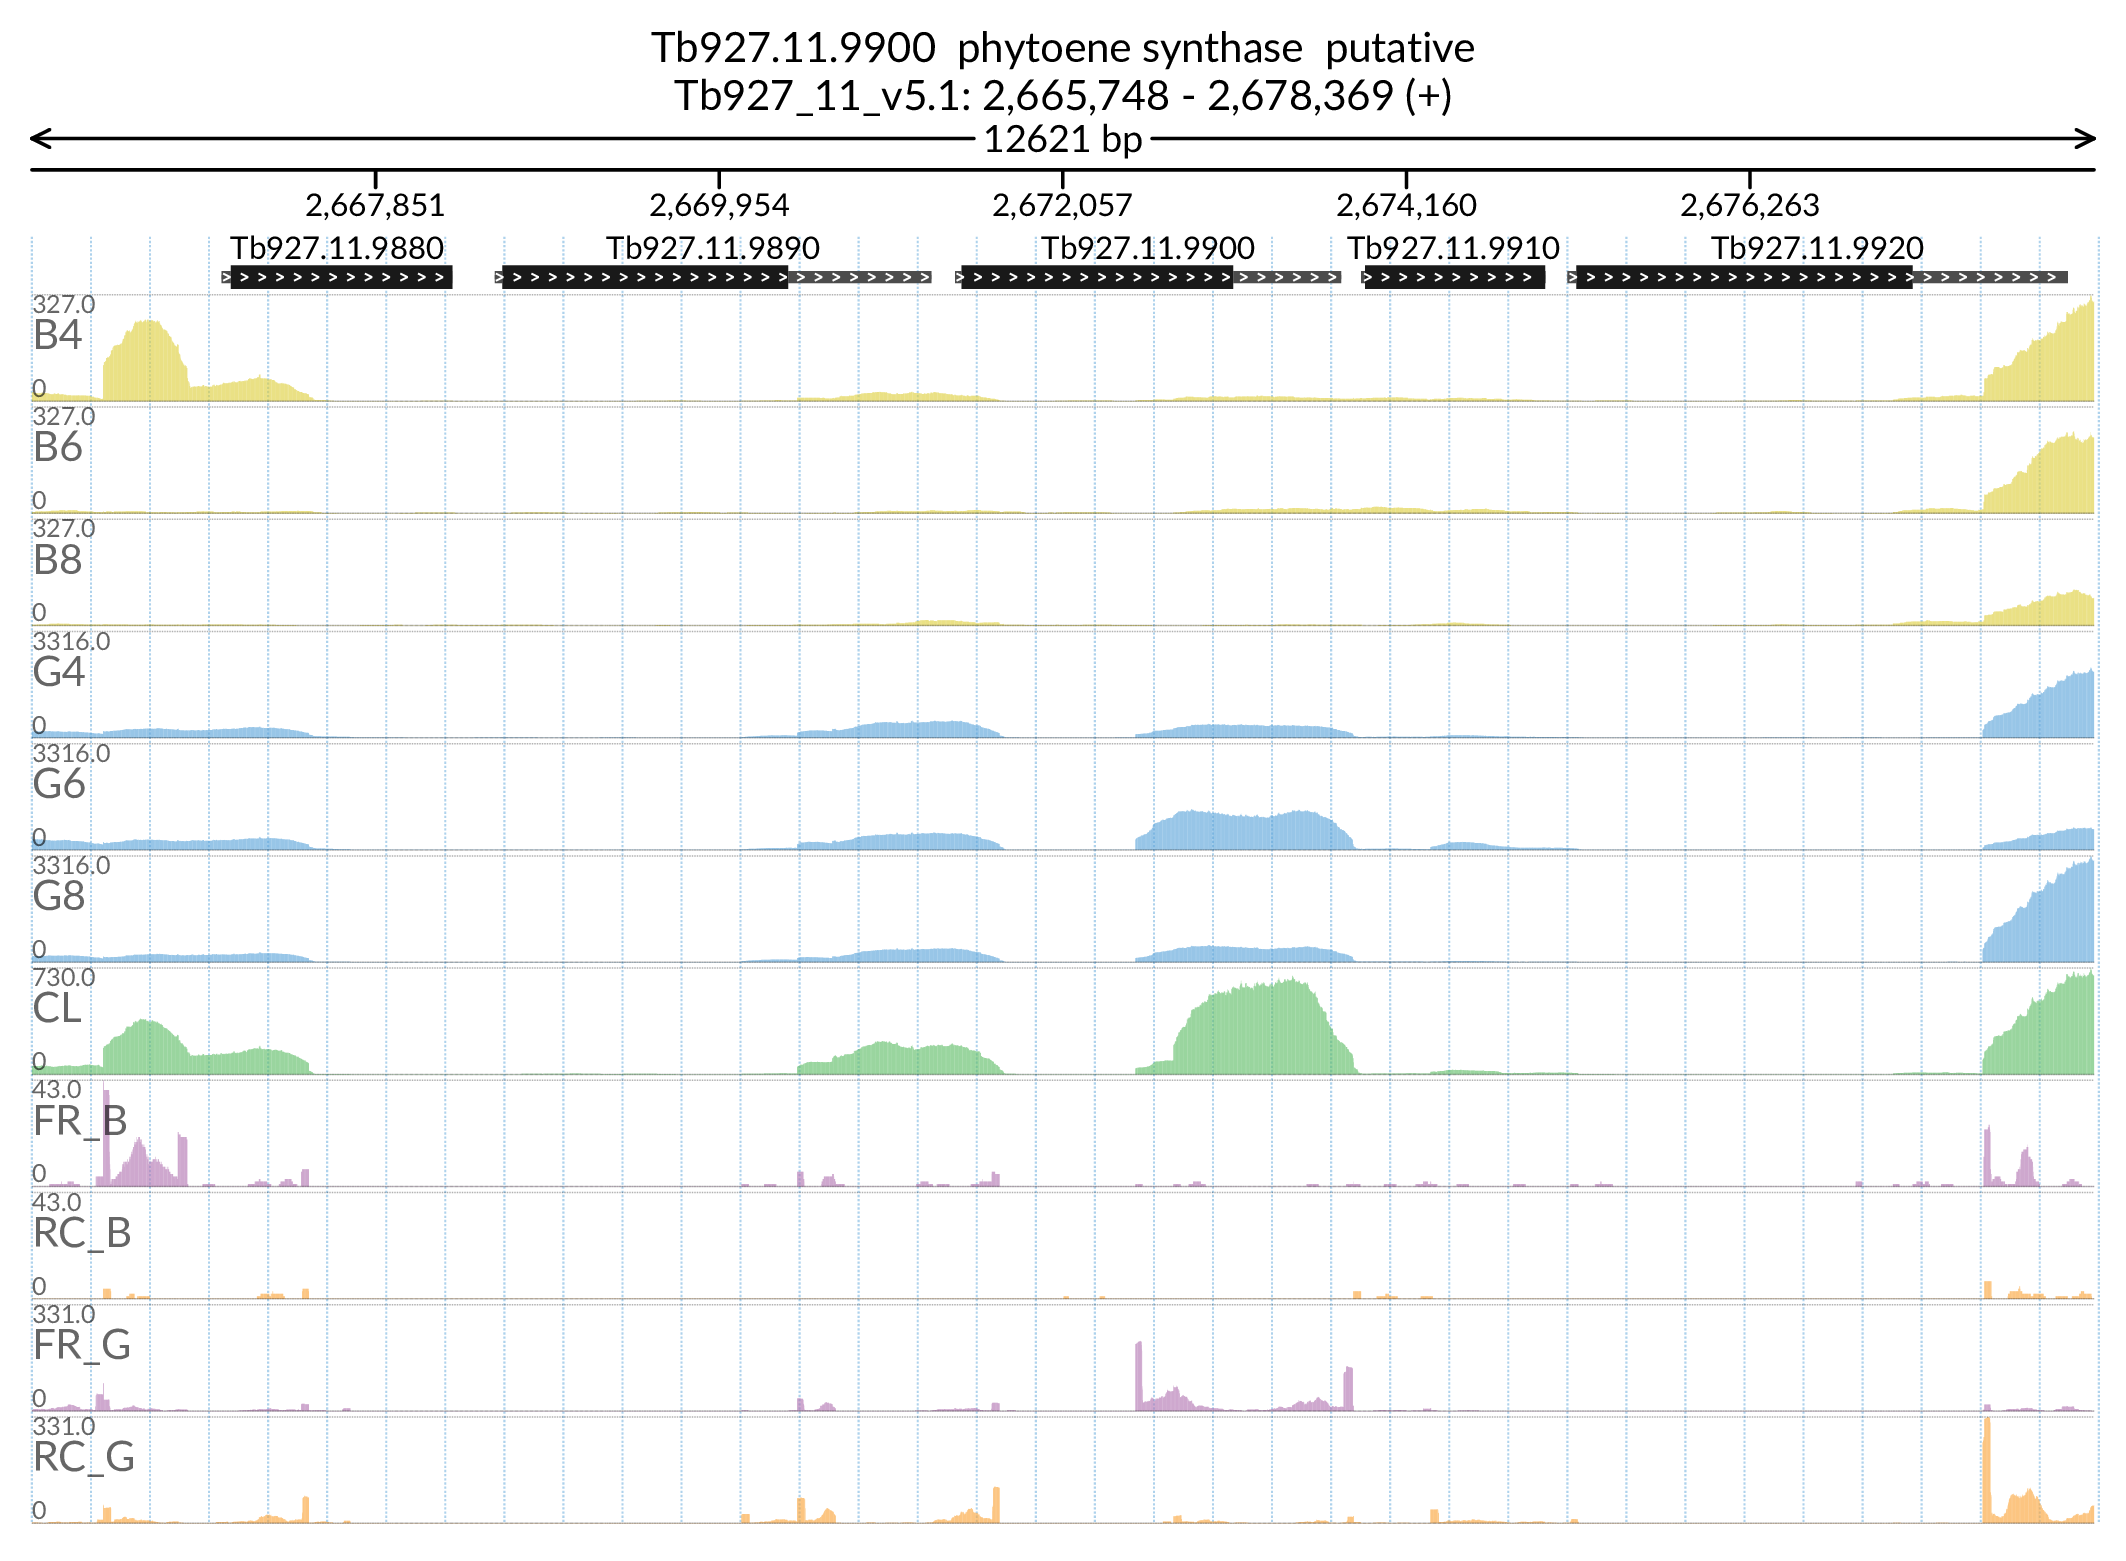 Tb927.11.9900 phytoene synthase putative
Tb927_11_v5.1: 2,665,748 - 2,678,369 (+)
12621 bp
2,667,851 2,669,954 2,672,057 2,674,160 2,676,263
Tb927.11.9880 Tb927.11.9890 Tb927.11.9900 Tb927.11.9910 Tb927.11.9920
327.0
B4
0
327.0
B6
0
327.0
B8
0
3316.0
G4
0
3316.0
G6
0
3316.0
G8
0
730.0
CL
0
43.0
FR_B
0
43.0
RC_B
0
331.0
FR_G
0
331.0
RC_G
0